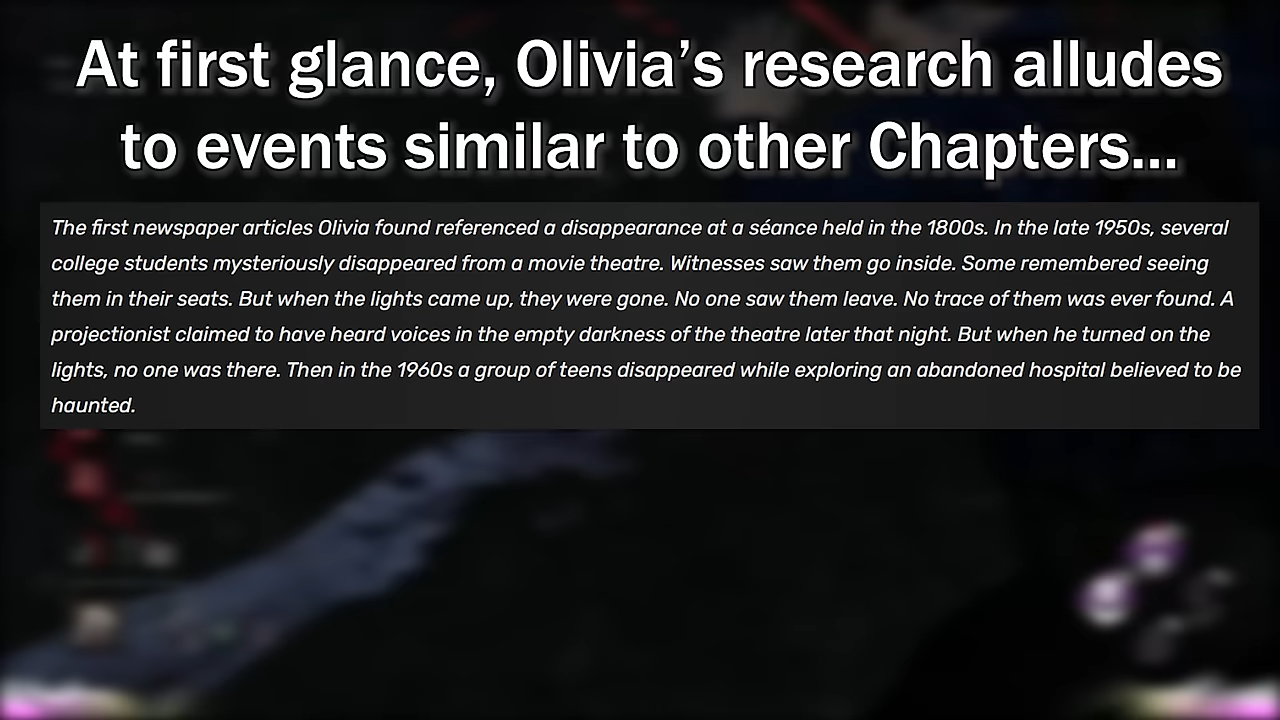 At first glance, Olivia’s research alludes
to events similar to other Chapters...
The first newspaper articles Olivia found referenced a disappearance at a séance held in the 1800s. In the late 1950s, several
college students mysteriously disappeared from a movie theatre. Witnesses saw them go inside. Some remembered seeing
them in their seats. But when the lights came up, they were gone. No one saw them leave. No trace of them was ever found. A
projectionist claimed to have heard voices in the empty darkness of the theatre later that night. But when he turned on the
lights, no one was there. Then in the 1960s a group of teens disappeared while exploring an abandoned hospital believed to be
haunted.